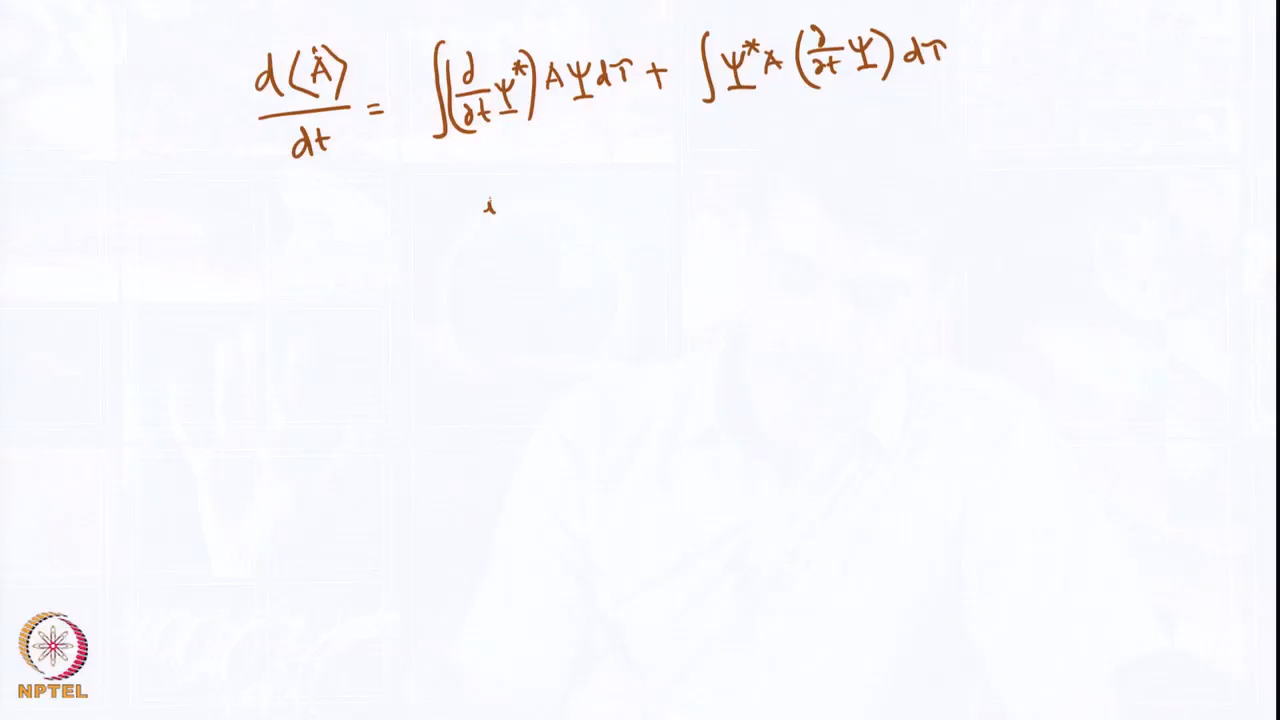 d⟨Â⟩/dt = ∫(∂/∂t Ψ*) A Ψ dτ + ∫ Ψ* A (∂/∂t Ψ) dτ
i
NPTEL